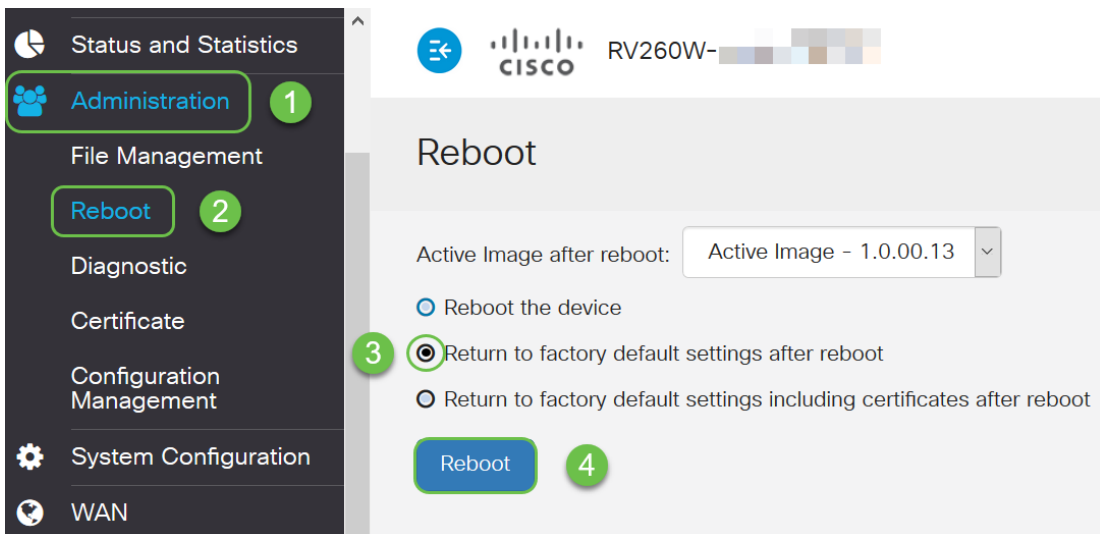 Status and Statistics
Administration
1
File Management
Reboot
2
Diagnostic
Certificate
Configuration
Management
System Configuration
WAN
CISCO
RV260W-
Reboot
Active Image after reboot:
Active Image - 1.0.00.13
Reboot the device
3
Return to factory default settings after reboot
Return to factory default settings including certificates after reboot
Reboot
4